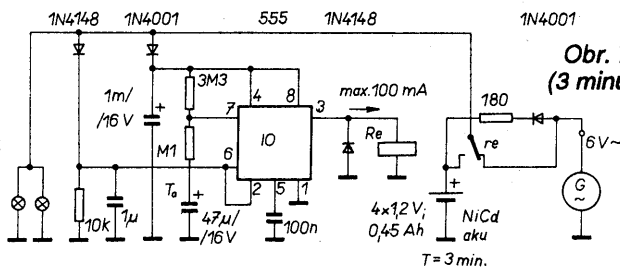 1N4148 1N4001 555 1N4148 1N4001
Obr.
(3 minu
3M3
max.100 mA
1m/
/16 V
+
4 8
7 3
180
IO
Re
re
6V~
M1
6
2 5 1
T₀ +
10k
1μ
47μ/
/16 V
100n
+
4×1,2 V;
0,45 Ah
NiCd
aku
G
~
T = 3 min.